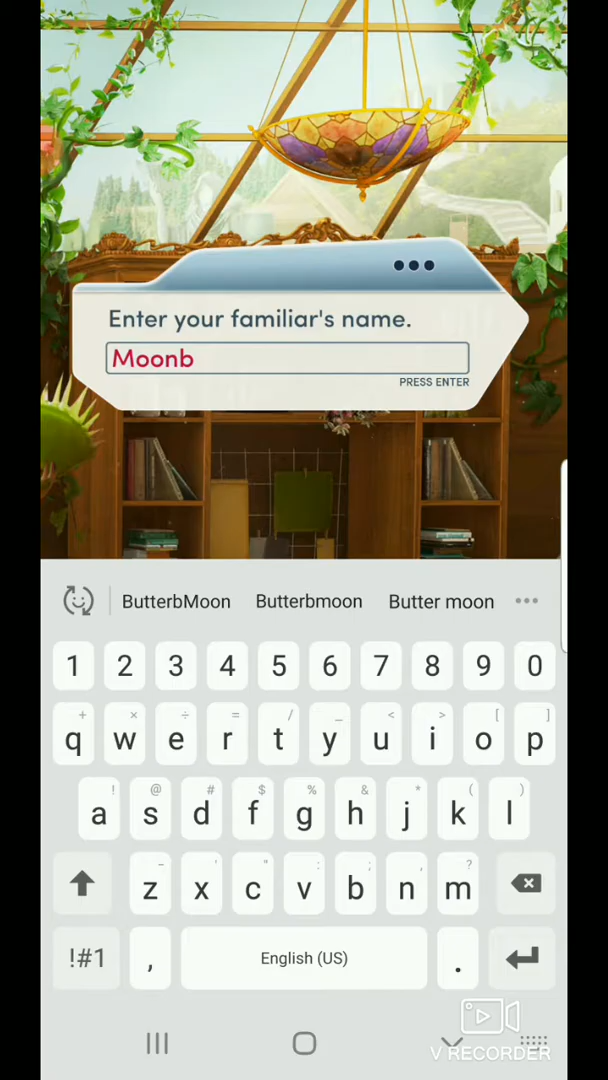 Enter your familiar's name.
Moonb
PRESS ENTER
ButterbMoon Butterbmoon Butter moon
1 2 3 4 5 6 7 8 9 0
+ × ÷ = / _ < > [ ]
q w e r t y u i o p
! @ # $ % & * ( )
a s d f g h j k l
- ' " : ; , ?
z x c v b n m
!#1 , English (US) .
V RECORDER